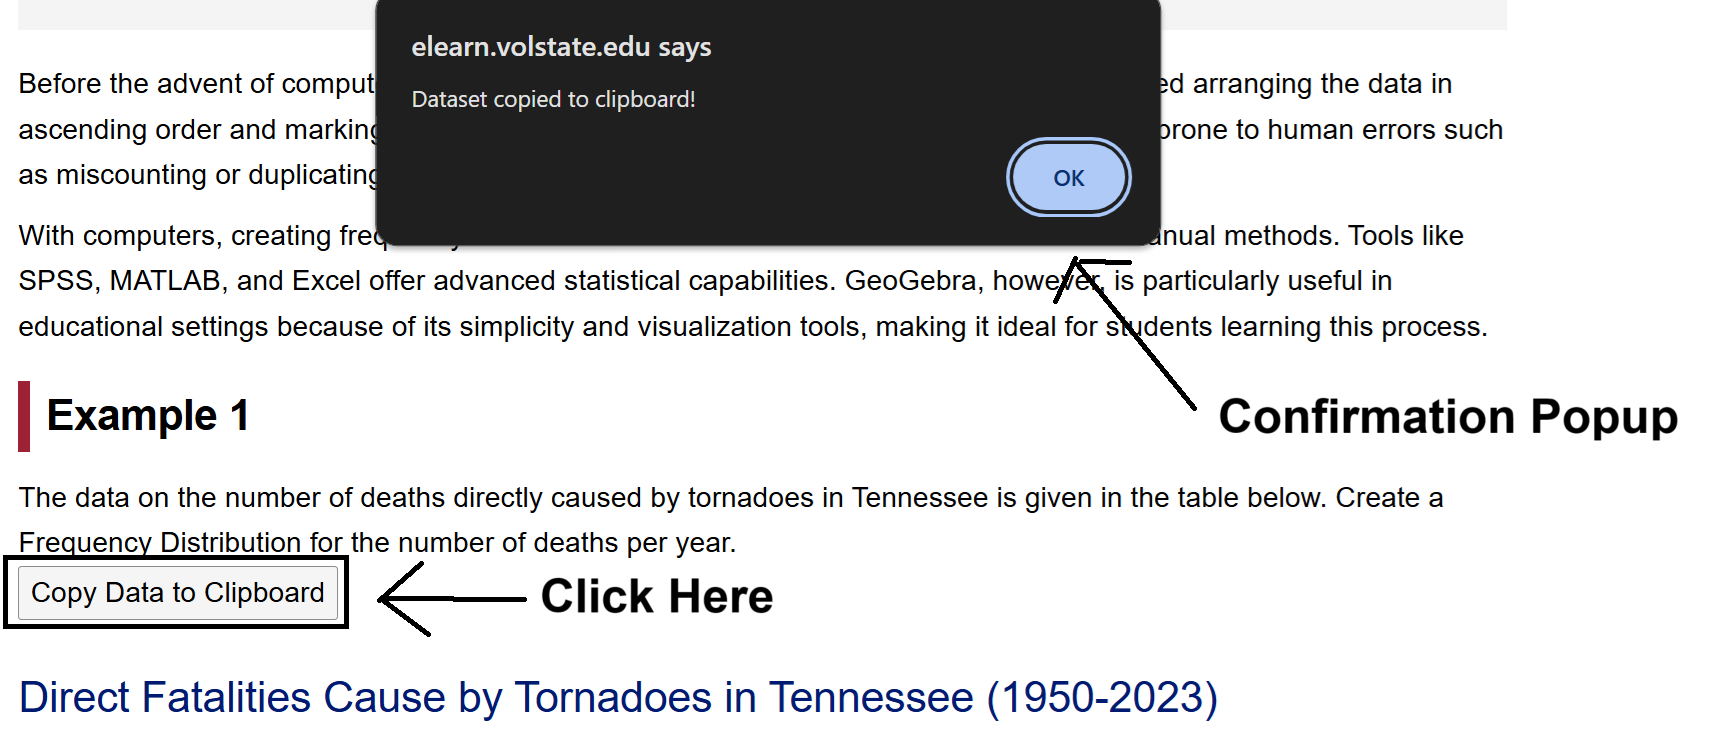 elearn.volstate.edu says
Dataset copied to clipboard!
OK
Before the advent of comput ed arranging the data in
ascending order and marking prone to human errors such
as miscounting or duplicating
With computers, creating freq anual methods. Tools like
SPSS, MATLAB, and Excel offer advanced statistical capabilities. GeoGebra, however, is particularly useful in
educational settings because of its simplicity and visualization tools, making it ideal for students learning this process.
Confirmation Popup
Example 1
The data on the number of deaths directly caused by tornadoes in Tennessee is given in the table below. Create a
Frequency Distribution for the number of deaths per year.
Copy Data to Clipboard
Click Here
Direct Fatalities Cause by Tornadoes in Tennessee (1950-2023)